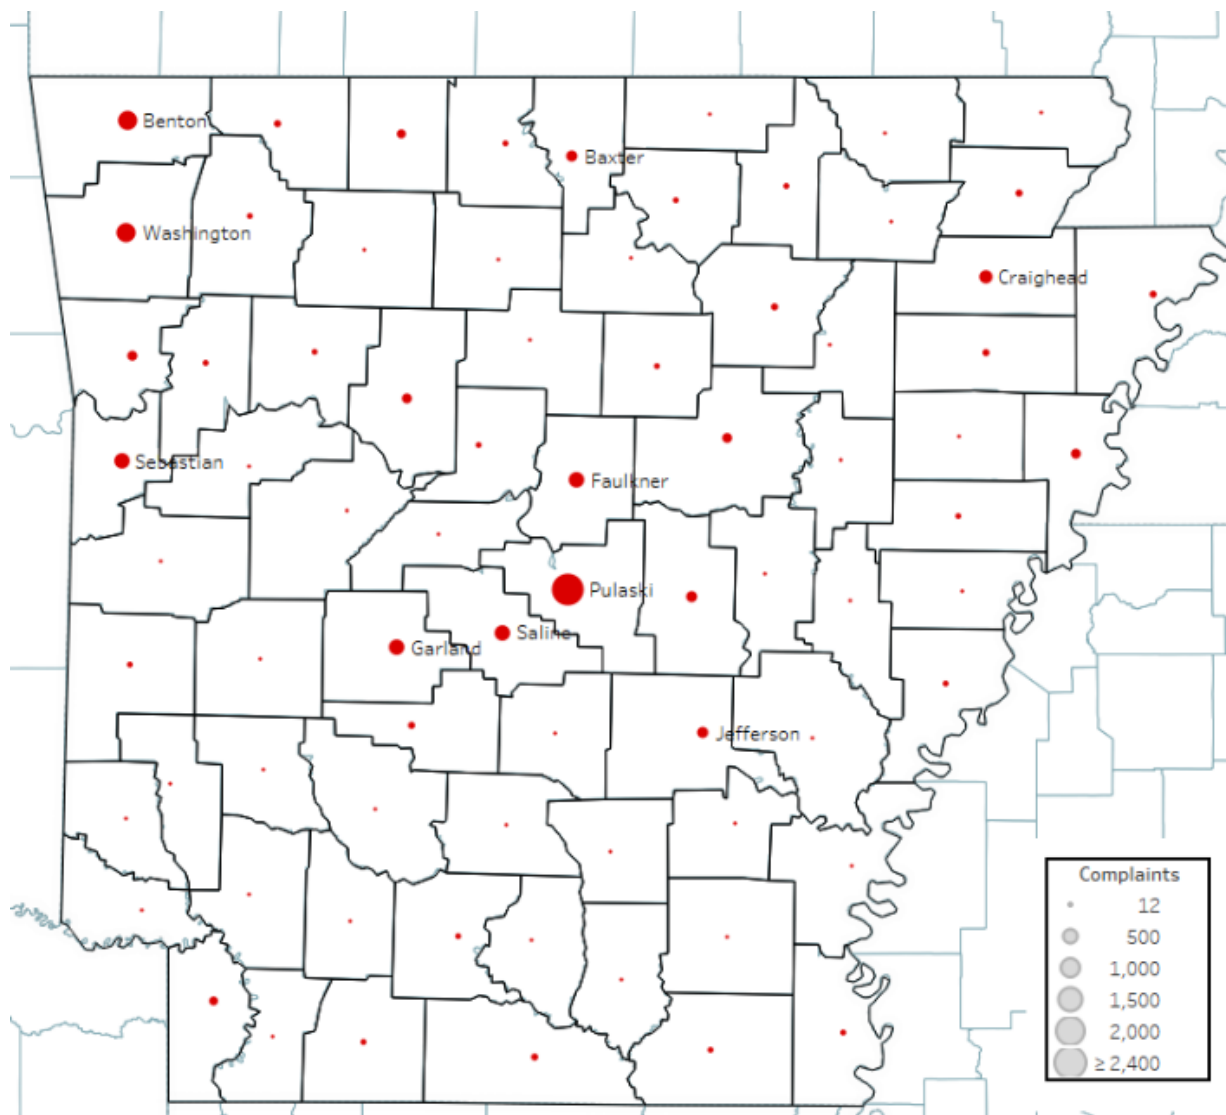 Benton
Baxter
Washington
Craighead
Sebastian
Faulkner
Pulaski
Saline
Garland
Jefferson
Complaints
12
500
1,000
1,500
2,000
≥ 2,400